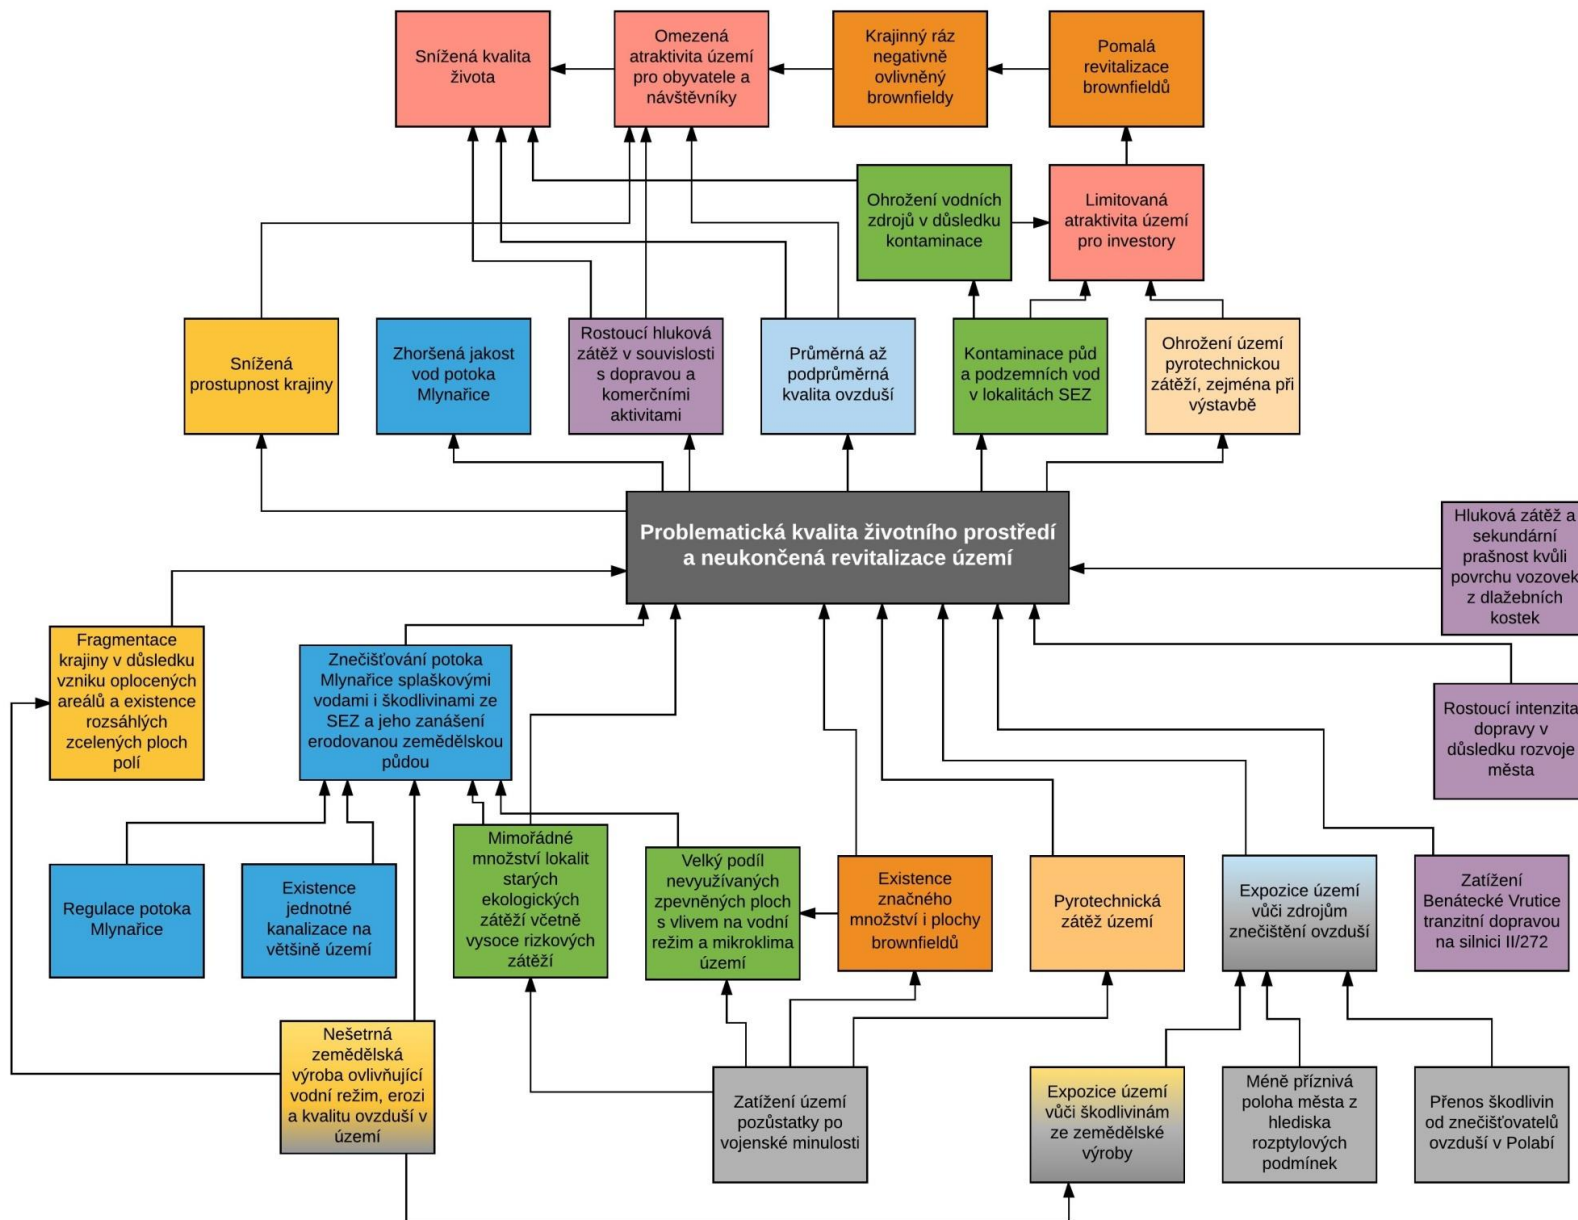 Snížená kvalita
života
Omezená
atraktivita území
pro obyvatele a
návštěvníky
Krajinný ráz
negativně
ovlivněný
brownfieldy
Pomalá
revitalizace
brownfieldů
Ohrožení vodních
zdrojů v důsledku
kontaminace
Limitovaná
atraktivita území
pro investory
Snížená
prostupnost krajiny
Zhoršená jakost
vod potoka
Mlynařice
Rostoucí hluková
zátěž v souvislosti
s dopravou a
komerčními
aktivitami
Průměrná až
podprůměrná
kvalita ovzduší
Kontaminace půd
a podzemních vod
v lokalitách SEZ
Ohrožení území
pyrotechnickou
zátěží, zejména při
výstavbě
Problematická kvalita životního prostředí
a neukončená revitalizace území
Hluková zátěž a
sekundární
prašnost kvůli
povrchu vozovek
z dlažebních
kostek
Fragmentace
krajiny v důsledku
vzniku oplocených
areálů a existence
rozsáhlých
zcelených ploch
polí
Znečišťování potoka
Mlynařice splaškovými
vodami i škodlivinami ze
SEZ a jeho zanášení
erodovanou zemědělskou
půdou
Rostoucí intenzita
dopravy v
důsledku rozvoje
města
Regulace potoka
Mlynařice
Existence
jednotné
kanalizace na
většině území
Mimořádné
množství lokalit
starých
ekologických
zátěží včetně
vysoce rizkových
zátěží
Velký podíl
nevyužívaných
zpevněných ploch
s vlivem na vodní
režim a mikroklima
území
Existence
značného
množství i plochy
brownfieldů
Pyrotechnická
zátěž území
Expozice území
vůči zdrojům
znečištění ovzduší
Zatížení
Benátecké Vrutice
tranzitní dopravou
na silnici II/272
Nešetrná
zemědělská
výroba ovlivňující
vodní režim, erozi
a kvalitu ovzduší v
území
Zatížení území
pozůstatky po
vojenské minulosti
Expozice území
vůči škodlivinám
ze zemědělské
výroby
Méně příznivá
poloha města z
hlediska
rozptylových
podmínek
Přenos škodlivin
od znečišťovatelů
ovzduší v Polabí